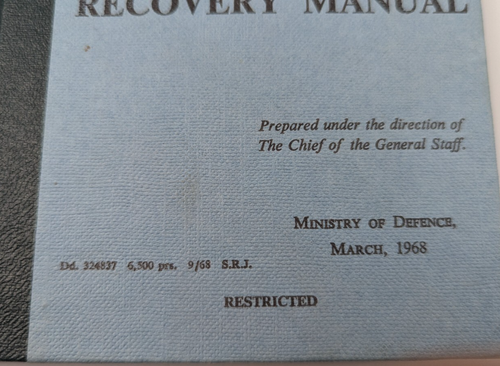 RECOVERY MANUAL
Prepared under the direction of
The Chief of the General Staff.
MINISTRY OF DEFENCE,
MARCH, 1968
Dd. 324837 6,500 prs. 9/68 S.R.J.
RESTRICTED